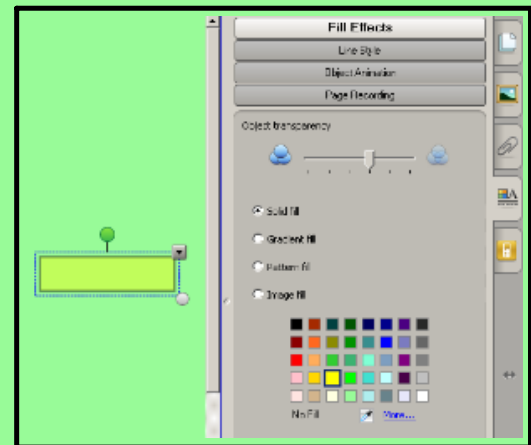 Fill Effects
Line Style
Object Animation
Page Recording
Object transparency
Solid fill
Gradient fill
Pattern fill
Image fill
No Fill More...